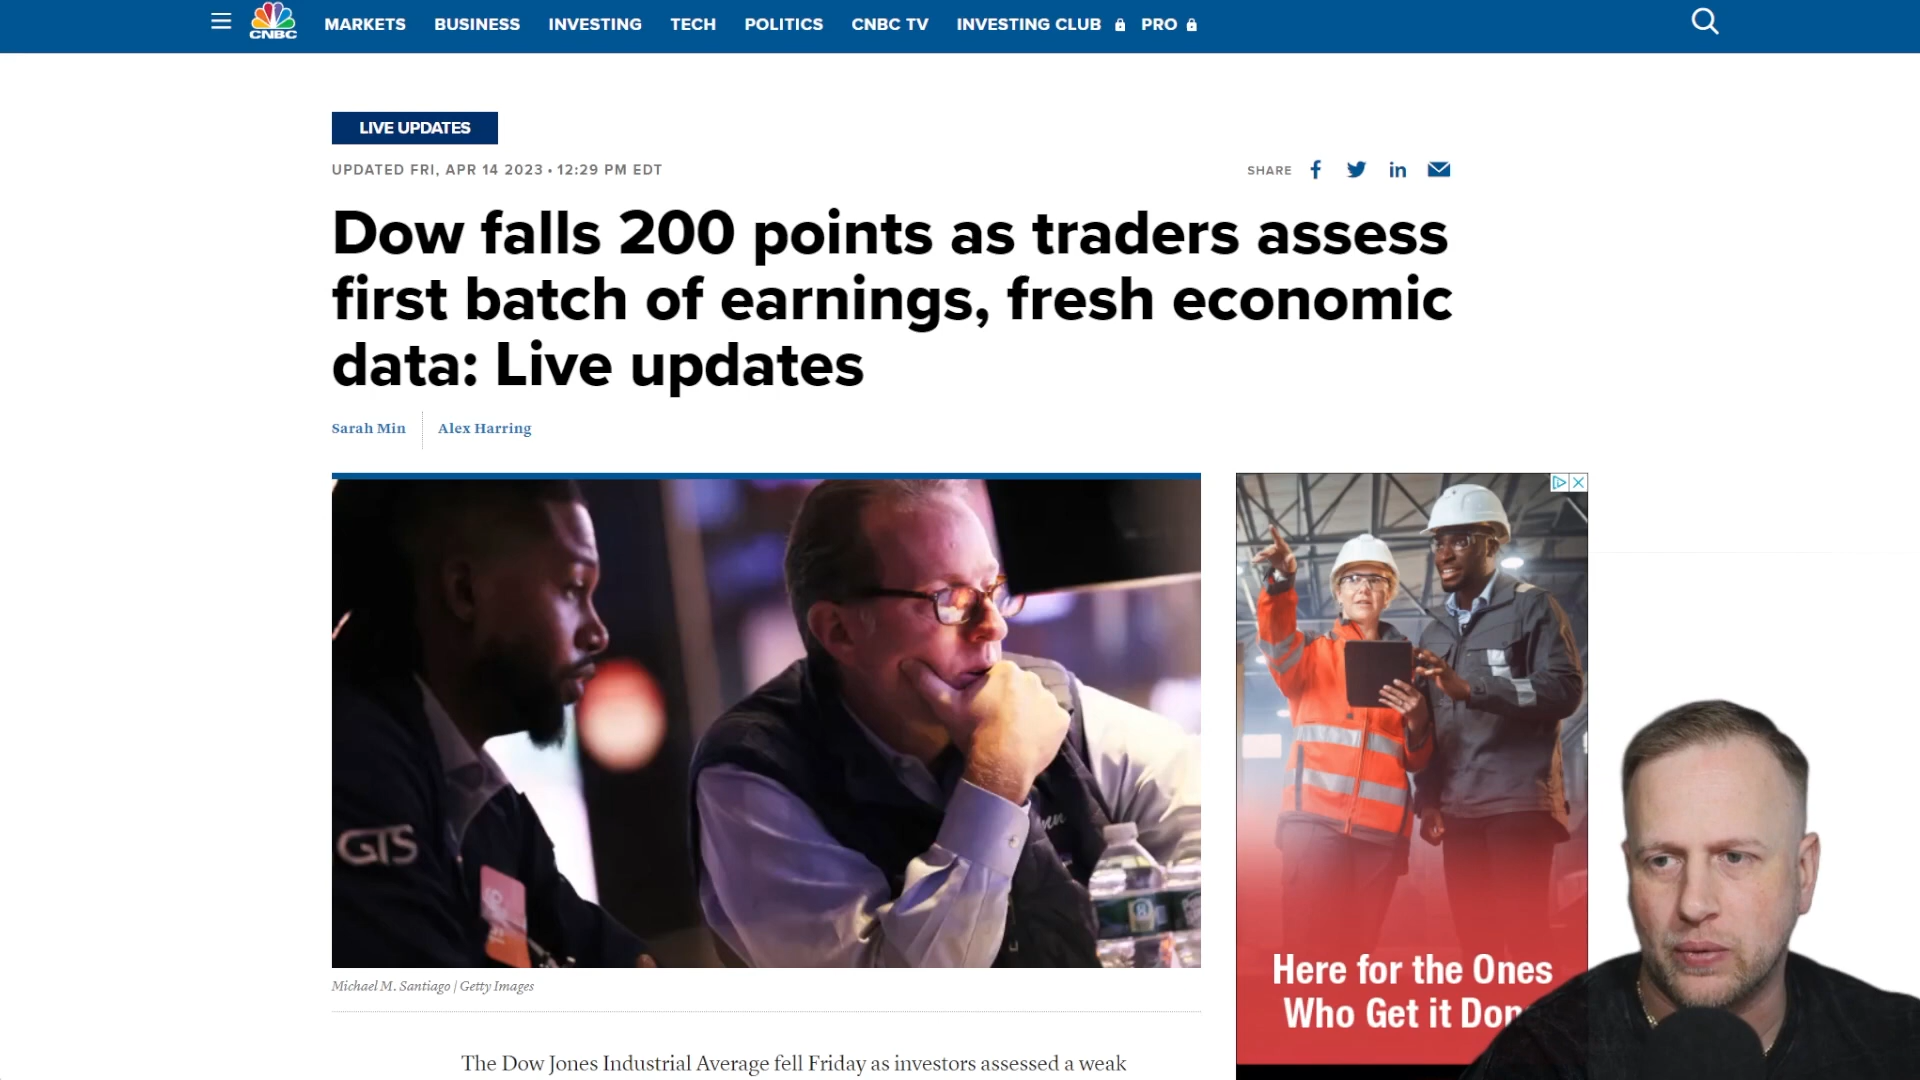 CNBC
MARKETS BUSINESS INVESTING TECH POLITICS CNBC TV INVESTING CLUB PRO
LIVE UPDATES
UPDATED FRI, APR 14 2023 • 12:29 PM EDT
SHARE
Dow falls 200 points as traders assess
first batch of earnings, fresh economic
data: Live updates
Sarah Min
Alex Harring
GTS
Here for the Ones
Who Get it Don
Michael M. Santiago | Getty Images
The Dow Jones Industrial Average fell Friday as investors assessed a weak